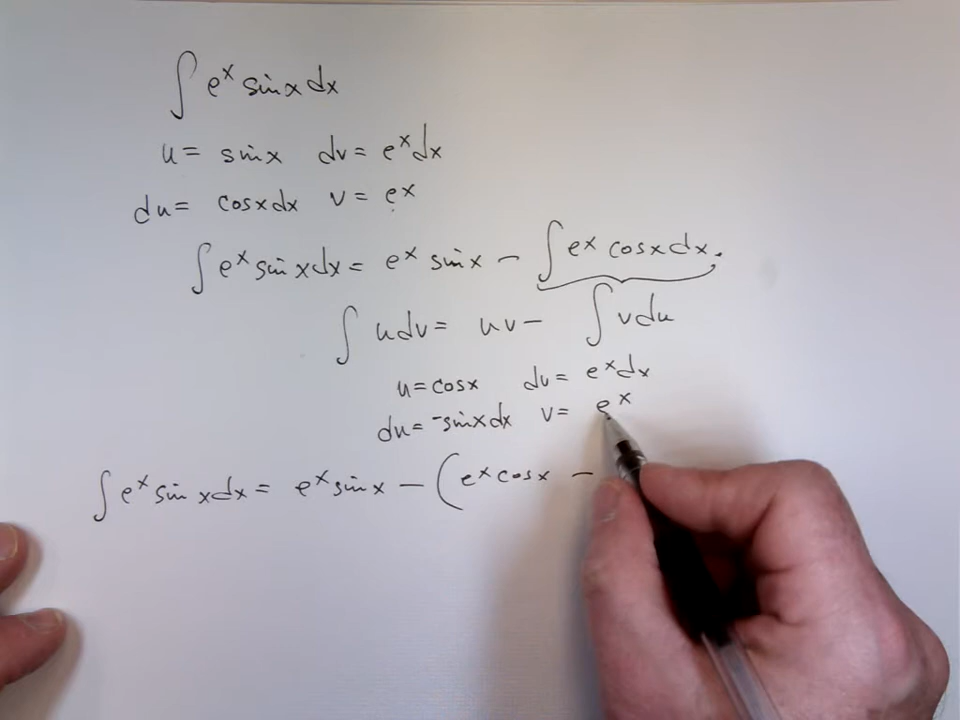 ∫ e^x sin x dx
u = sin x dv = e^x dx
du = cos x dx v = e^x
∫ e^x sin x dx = e^x sin x − ∫ e^x cos x dx.
∫ u dv = uv − ∫ v du
u = cos x dv = e^x dx
du = -sin x dx v = e^x
∫ e^x sin x dx = e^x sin x − (e^x cos x −